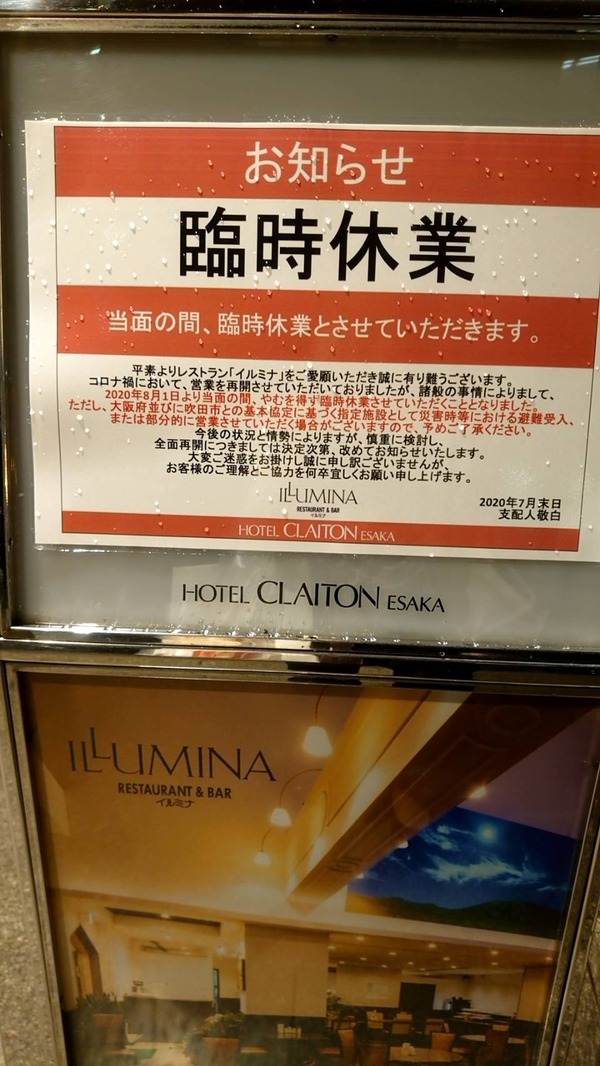 お知らせ
臨時休業
当面の間、臨時休業とさせていただきます。
平素よりレストラン「イルミナ」をご愛顧いただき誠に有り難うございます。
コロナ禍において、営業を再開させていただいておりましたが、諸般の事情によりまして、
2020年8月1日より当面の間、やむを得ず臨時休業させていただくこととなりました。
ただし、大阪府並びに吹田市との基本協定に基づく指定施設として災害時等における避難受入、
または部分的に営業させていただく場合がございますので、予めご了承ください。
今後の状況と情勢によりますが、慎重に検討し、
全面再開につきましては決定次第、改めてお知らせいたします。
大変ご迷惑をお掛けし誠に申し訳ございませんが、
お客様のご理解とご協力を何卒宜しくお願い申し上げます。
ILLUMINA
RESTAURANT & BAR
イルミナ
2020年7月末日
支配人敬白
HOTEL CLAITON ESAKA
HOTEL CLAITON ESAKA
ILLUMINA
RESTAURANT & BAR
イルミナ